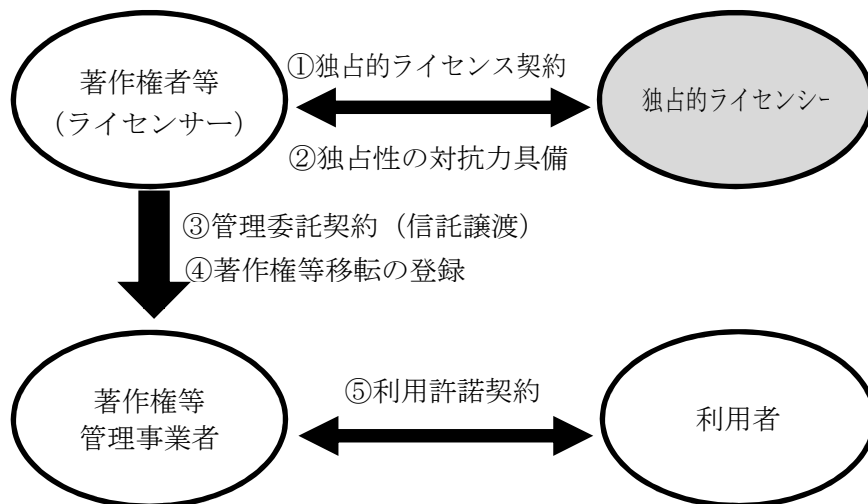 著作権者等
（ライセンサー）
①独占的ライセンス契約
②独占性の対抗力具備
独占的ライセンシー
③管理委託契約（信託譲渡）
④著作権等移転の登録
著作権等
管理事業者
⑤利用許諾契約
利用者